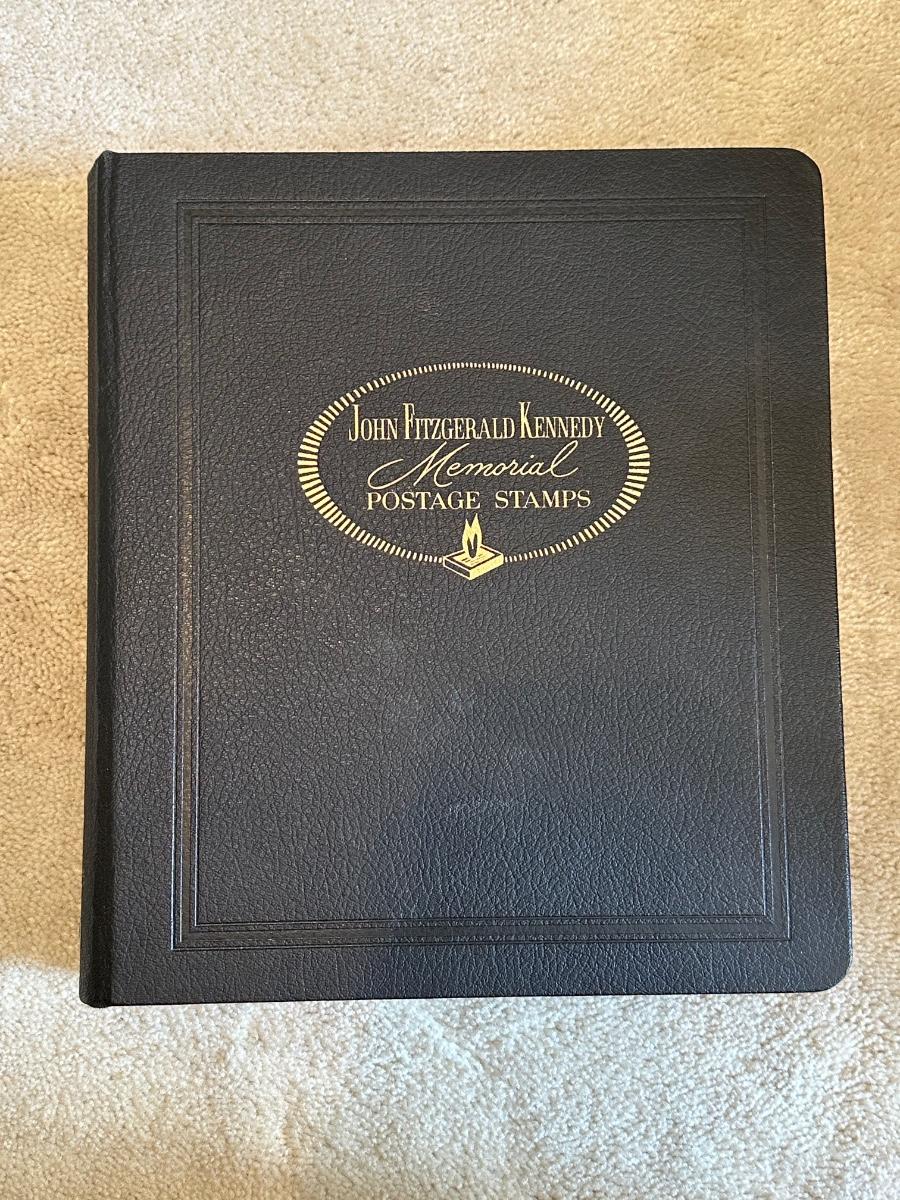 JOHN FITZGERALD KENNEDY
Memorial
POSTAGE STAMPS